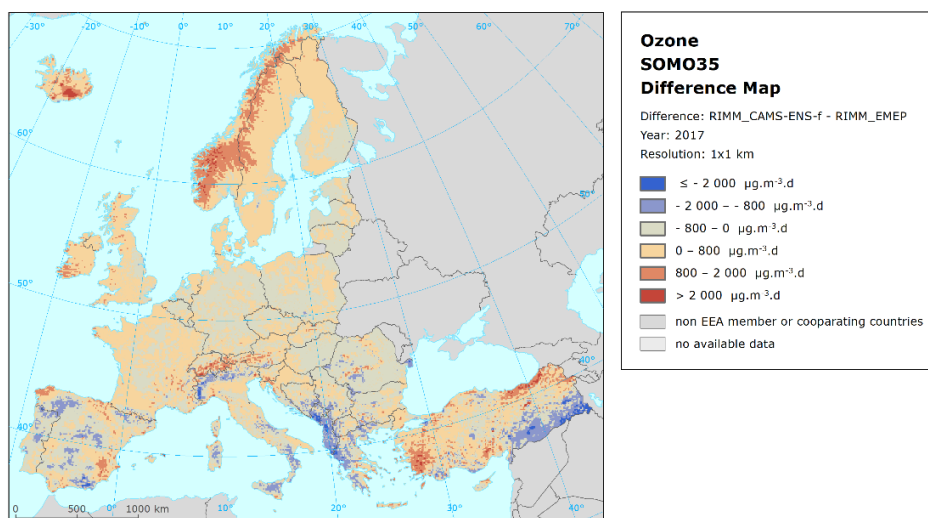 -30° -20° -10° 0° 10° 20° 30° 40° 50° 60° 70°
60°
50°
50°
40°
40°
0 500 1000 km
0° 10° 20° 30° 40°
Ozone
SOMO35
Difference Map
Difference: RIMM_CAMS-ENS-f - RIMM_EMEP
Year: 2017
Resolution: 1x1 km
≤ - 2 000 µg.m⁻³.d
- 2 000 – - 800 µg.m⁻³.d
- 800 – 0 µg.m⁻³.d
0 – 800 µg.m⁻³.d
800 – 2 000 µg.m⁻³.d
> 2 000 µg.m⁻³.d
non EEA member or cooparating countries
no available data